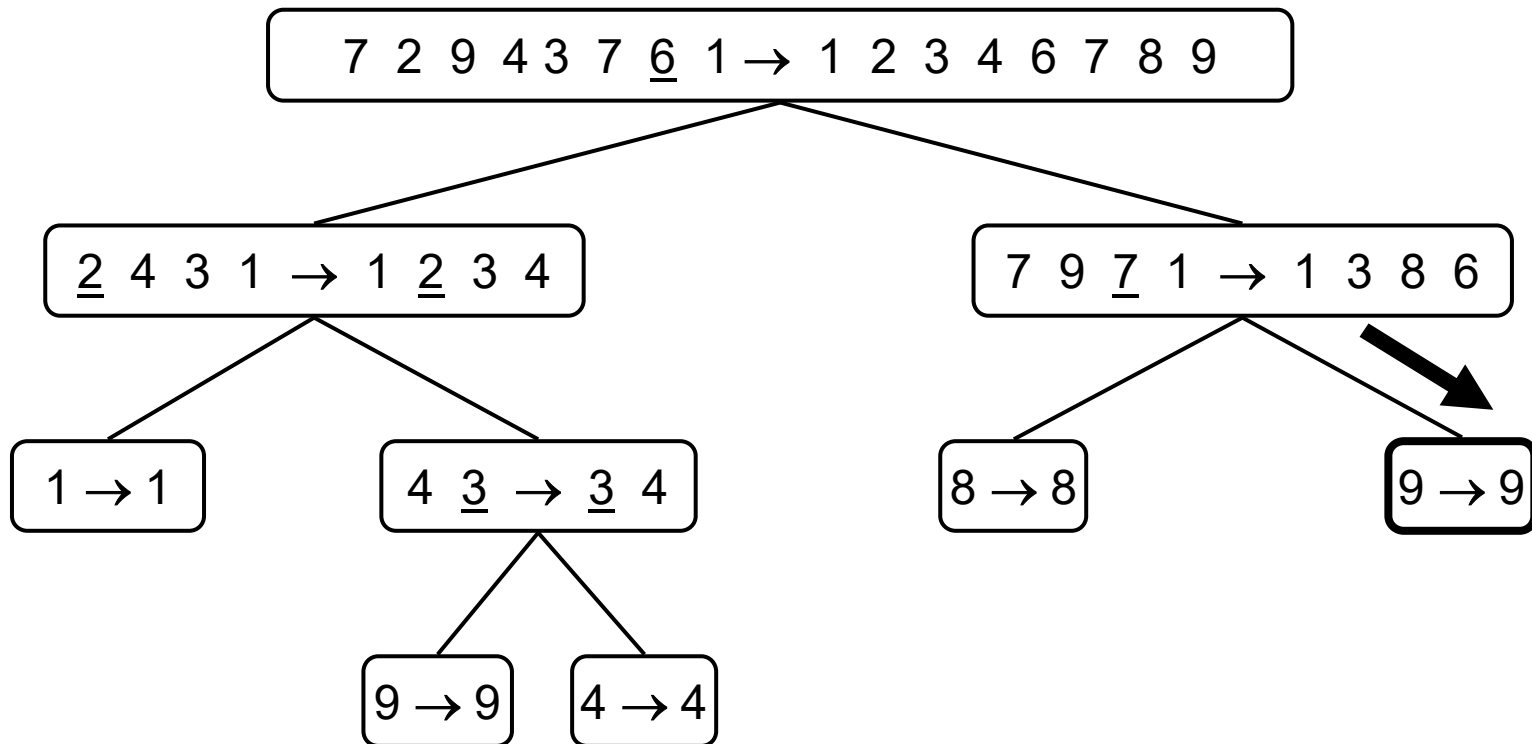 7 2 9 4 3 7 6 1 → 1 2 3 4 6 7 8 9
2 4 3 1 → 1 2 3 4
7 9 7 1 → 1 3 8 6
1 → 1
4 3 → 3 4
8 → 8
9 → 9
9 → 9
4 → 4